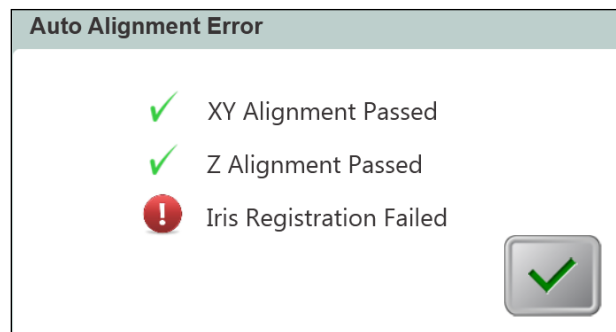 Auto Alignment Error
XY Alignment Passed
Z Alignment Passed
Iris Registration Failed